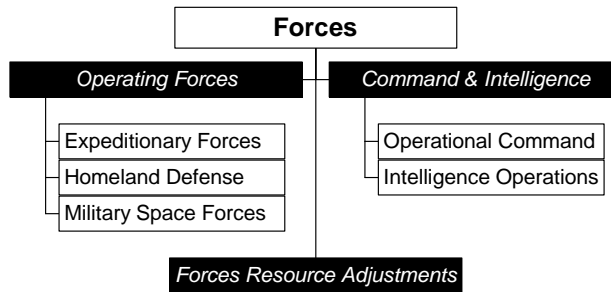 Forces
Operating Forces
Command & Intelligence
Expeditionary Forces
Operational Command
Homeland Defense
Intelligence Operations
Military Space Forces
Forces Resource Adjustments